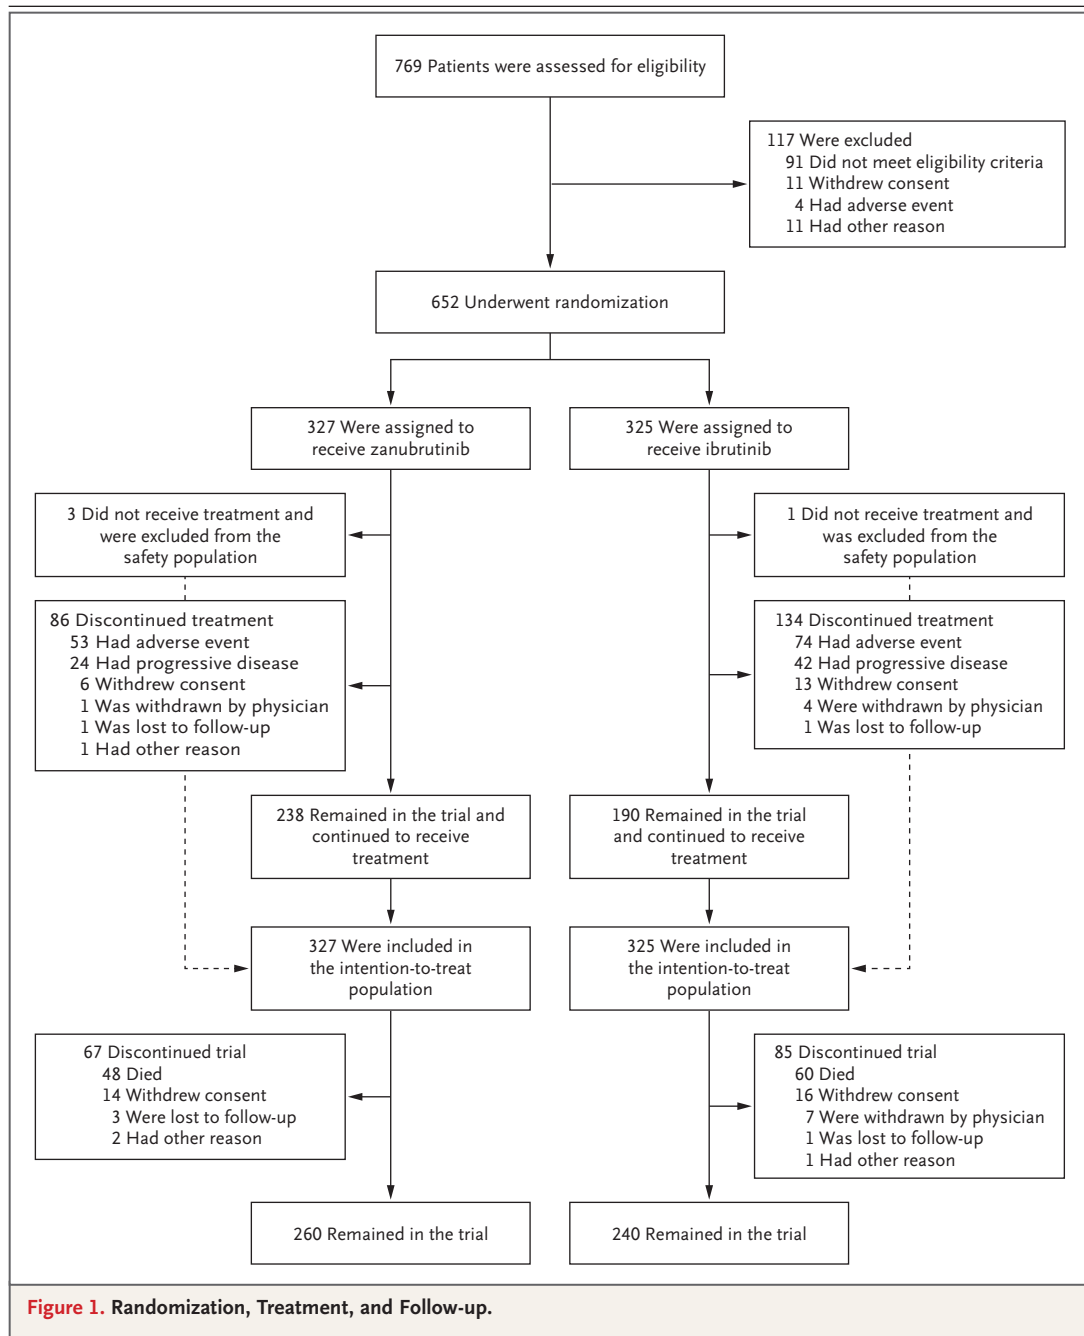 769 Patients were assessed for eligibility
117 Were excluded
91 Did not meet eligibility criteria
11 Withdrew consent
4 Had adverse event
11 Had other reason
652 Underwent randomization
327 Were assigned to
receive zanubrutinib
325 Were assigned to
receive ibrutinib
3 Did not receive treatment and
were excluded from the
safety population
1 Did not receive treatment and
was excluded from the
safety population
86 Discontinued treatment
53 Had adverse event
24 Had progressive disease
6 Withdrew consent
1 Was withdrawn by physician
1 Was lost to follow-up
1 Had other reason
134 Discontinued treatment
74 Had adverse event
42 Had progressive disease
13 Withdrew consent
4 Were withdrawn by physician
1 Was lost to follow-up
238 Remained in the trial and
continued to receive
treatment
190 Remained in the trial
and continued to receive
treatment
327 Were included in
the intention-to-treat
population
325 Were included in
the intention-to-treat
population
67 Discontinued trial
48 Died
14 Withdrew consent
3 Were lost to follow-up
2 Had other reason
85 Discontinued trial
60 Died
16 Withdrew consent
7 Were withdrawn by physician
1 Was lost to follow-up
1 Had other reason
260 Remained in the trial
240 Remained in the trial
Figure 1. Randomization, Treatment, and Follow-up.